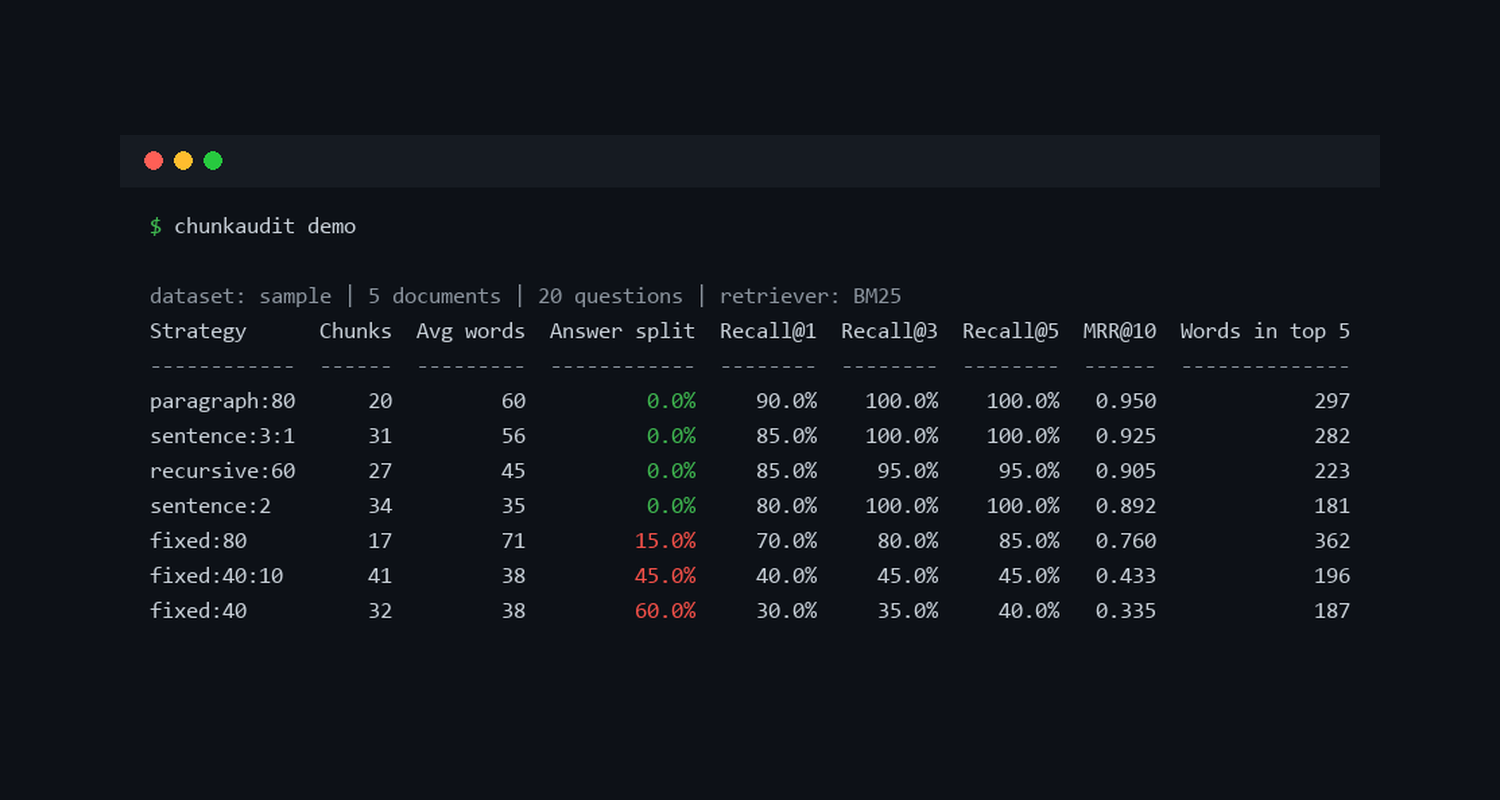 $ chunkaudit demo
dataset: sample | 5 documents | 20 questions | retriever: BM25
Strategy      Chunks  Avg words  Answer split  Recall@1  Recall@3  Recall@5  MRR@10  Words in top 5
------------  ------  ---------  ------------  --------  --------  --------  ------  --------------
paragraph:80      20         60          0.0%     90.0%    100.0%    100.0%   0.950             297
sentence:3:1      31         56          0.0%     85.0%    100.0%    100.0%   0.925             282
recursive:60      27         45          0.0%     85.0%     95.0%     95.0%   0.905             223
sentence:2        34         35          0.0%     80.0%    100.0%    100.0%   0.892             181
fixed:80          17         71         15.0%     70.0%     80.0%     85.0%   0.760             362
fixed:40:10       41         38         45.0%     40.0%     45.0%     45.0%   0.433             196
fixed:40          32         38         60.0%     30.0%     35.0%     40.0%   0.335             187